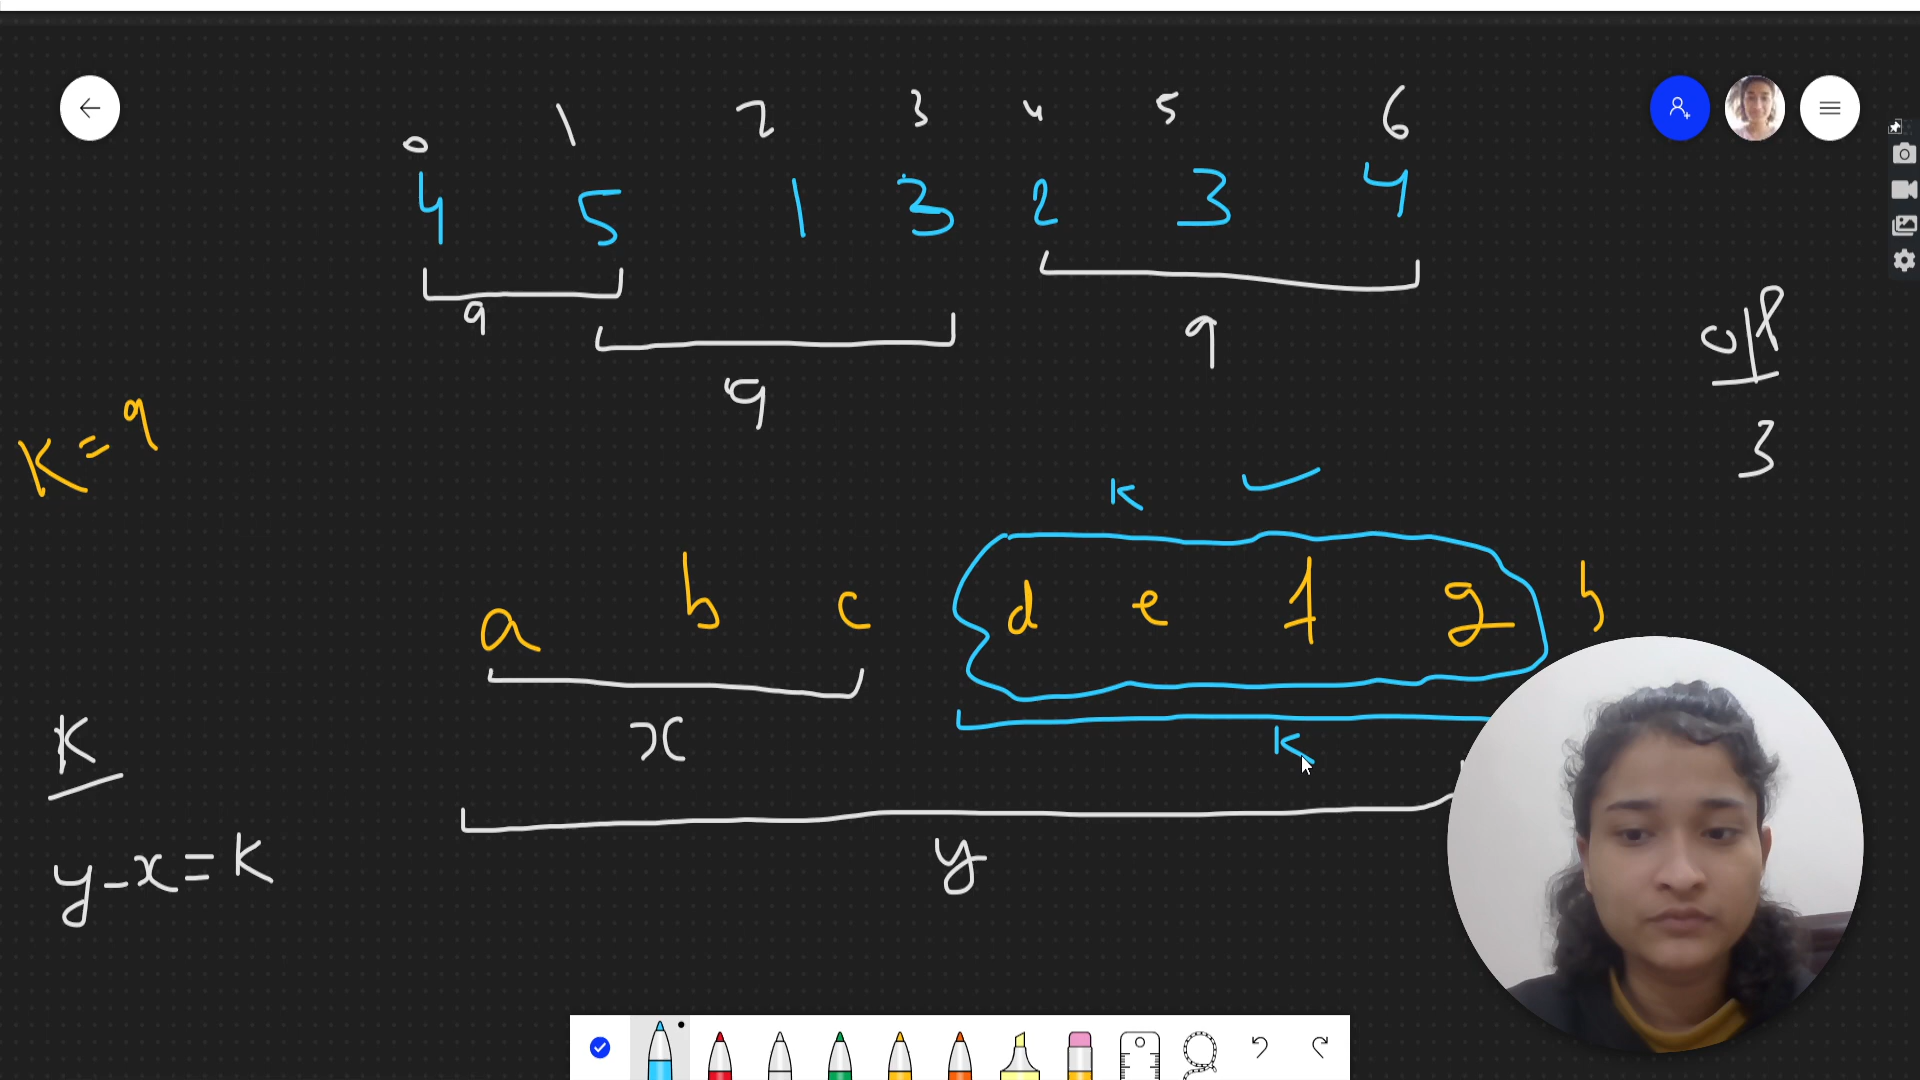 0 1 2 3 4 5 6
4 5 1 3 2 3 4
9 9
9
o/p
3
K = 9
K
a b c d e f g h
K
x K
y - x = K
y